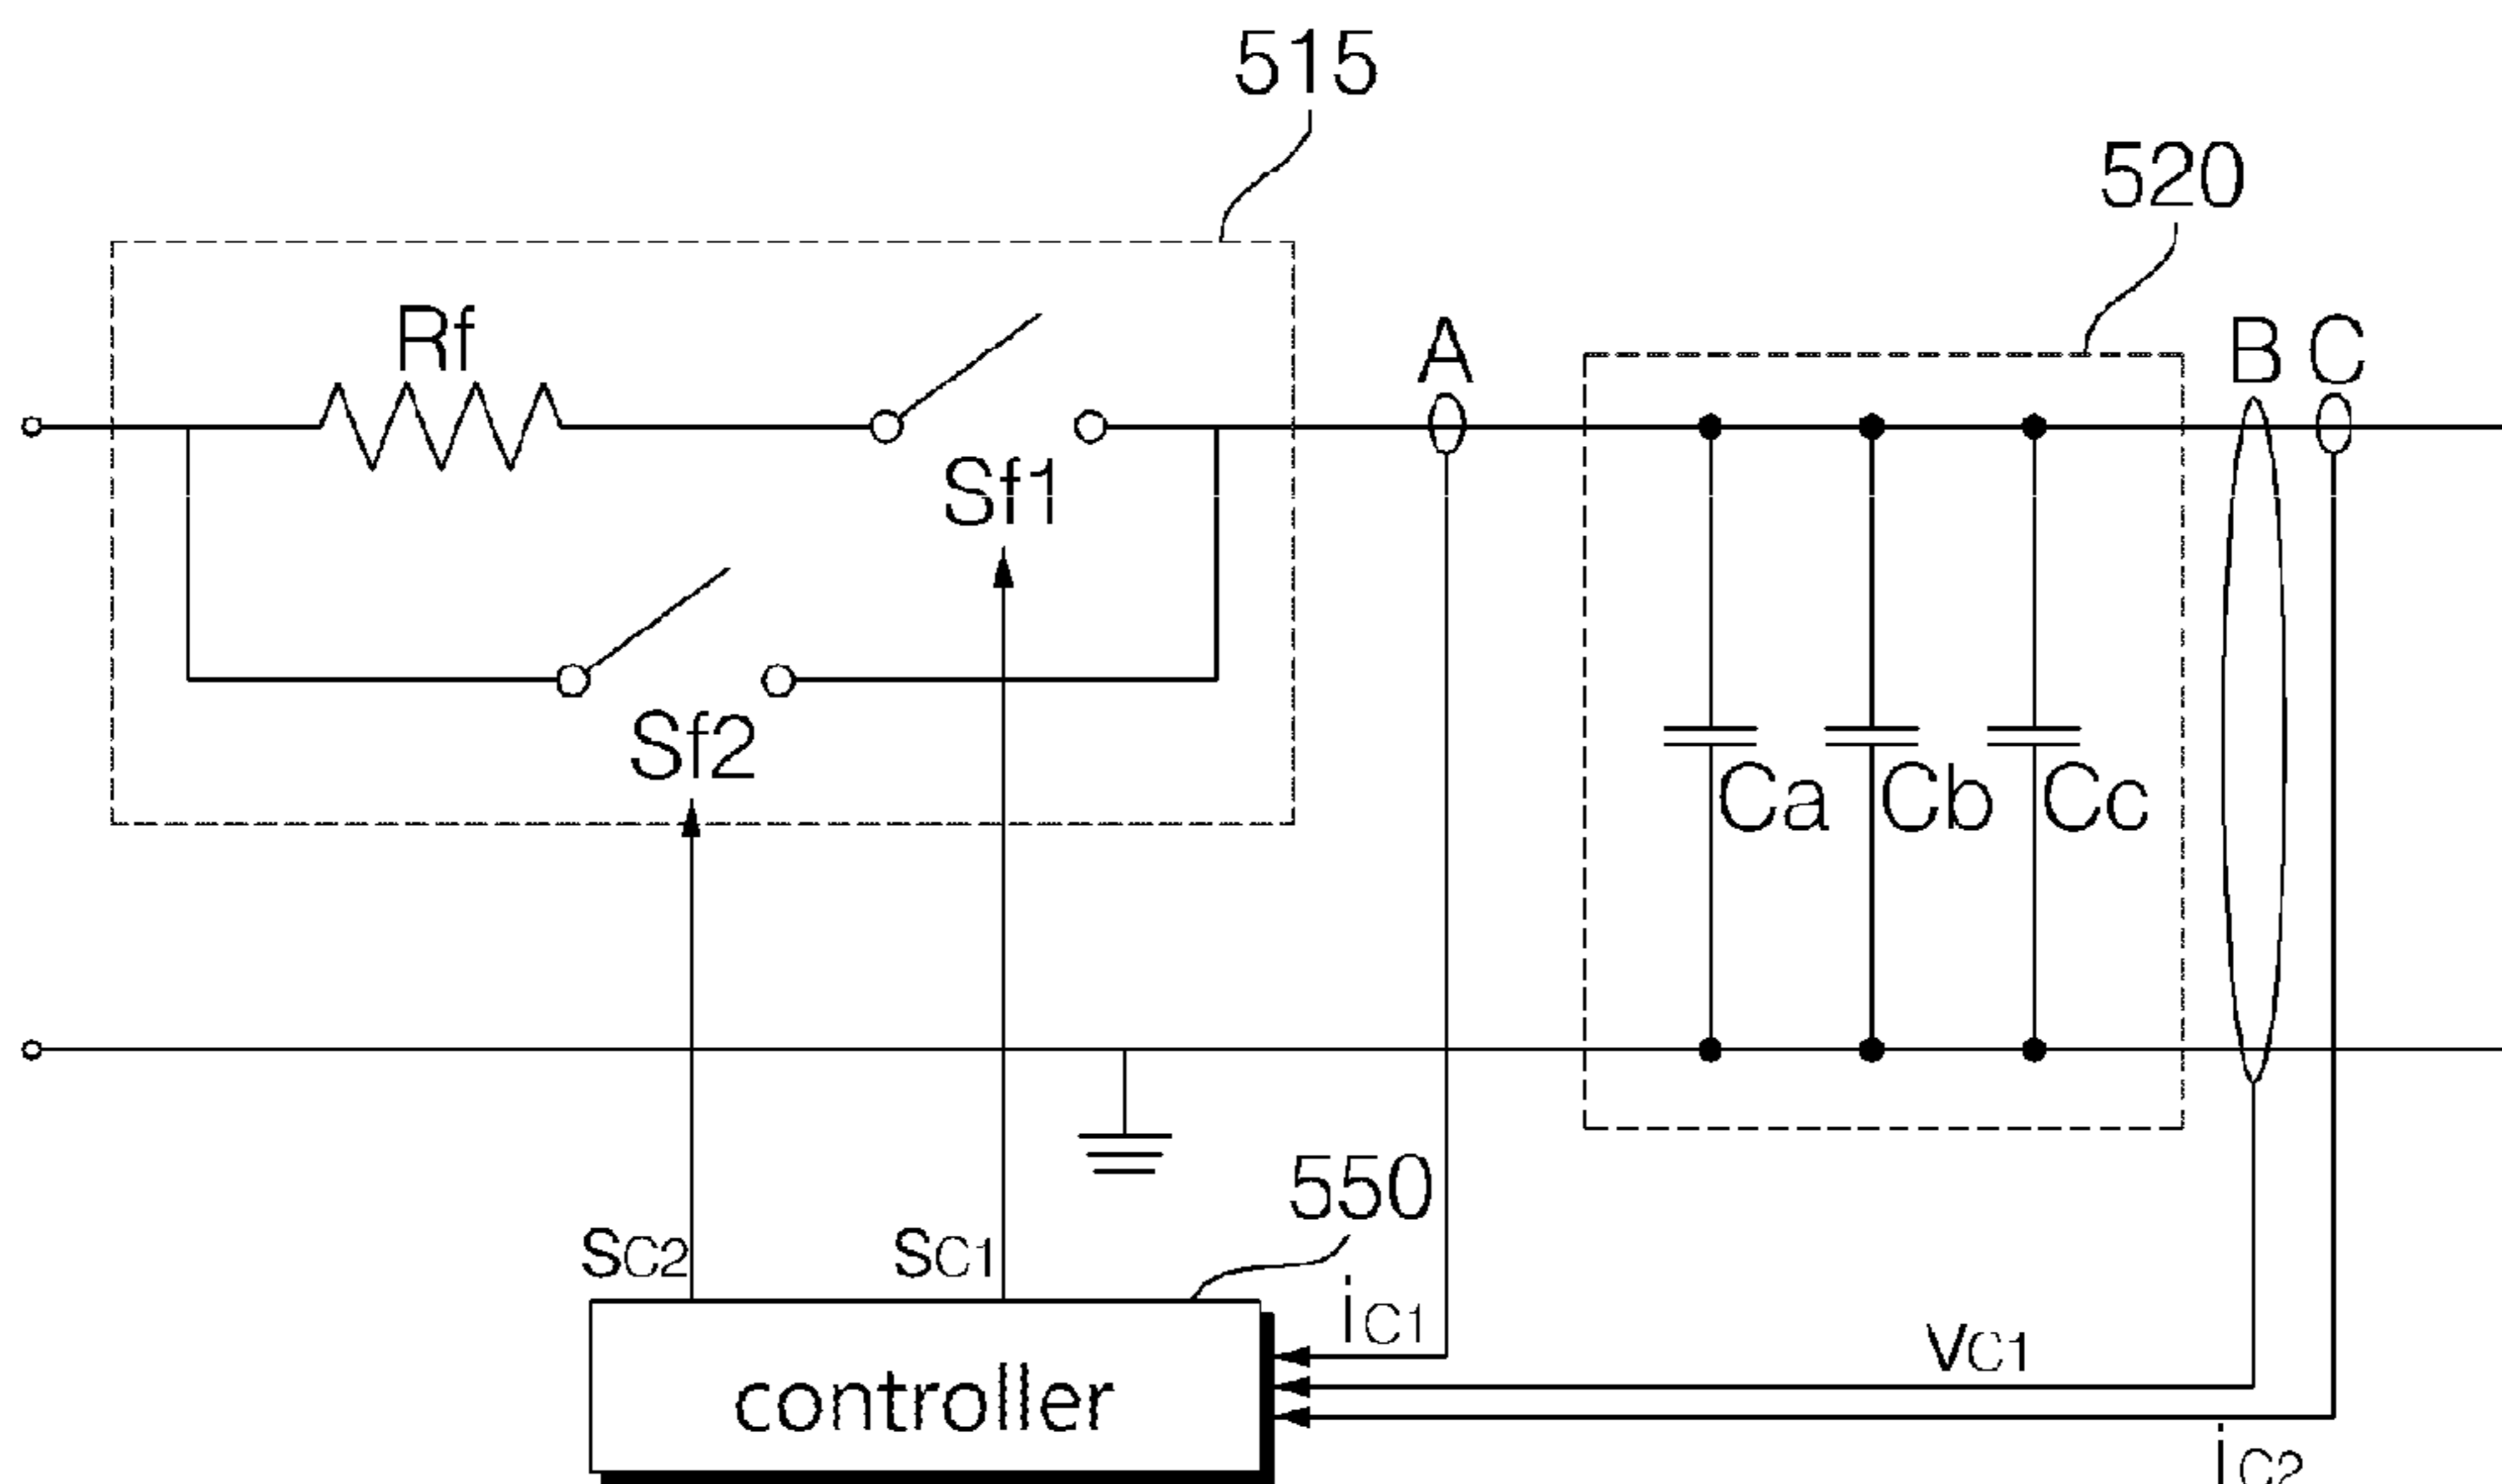 515
520
Rf
A
B
C
Sf1
Sf2
Ca
Cb
Cc
550
SC2
SC1
iC1
VC1
controller
iC2